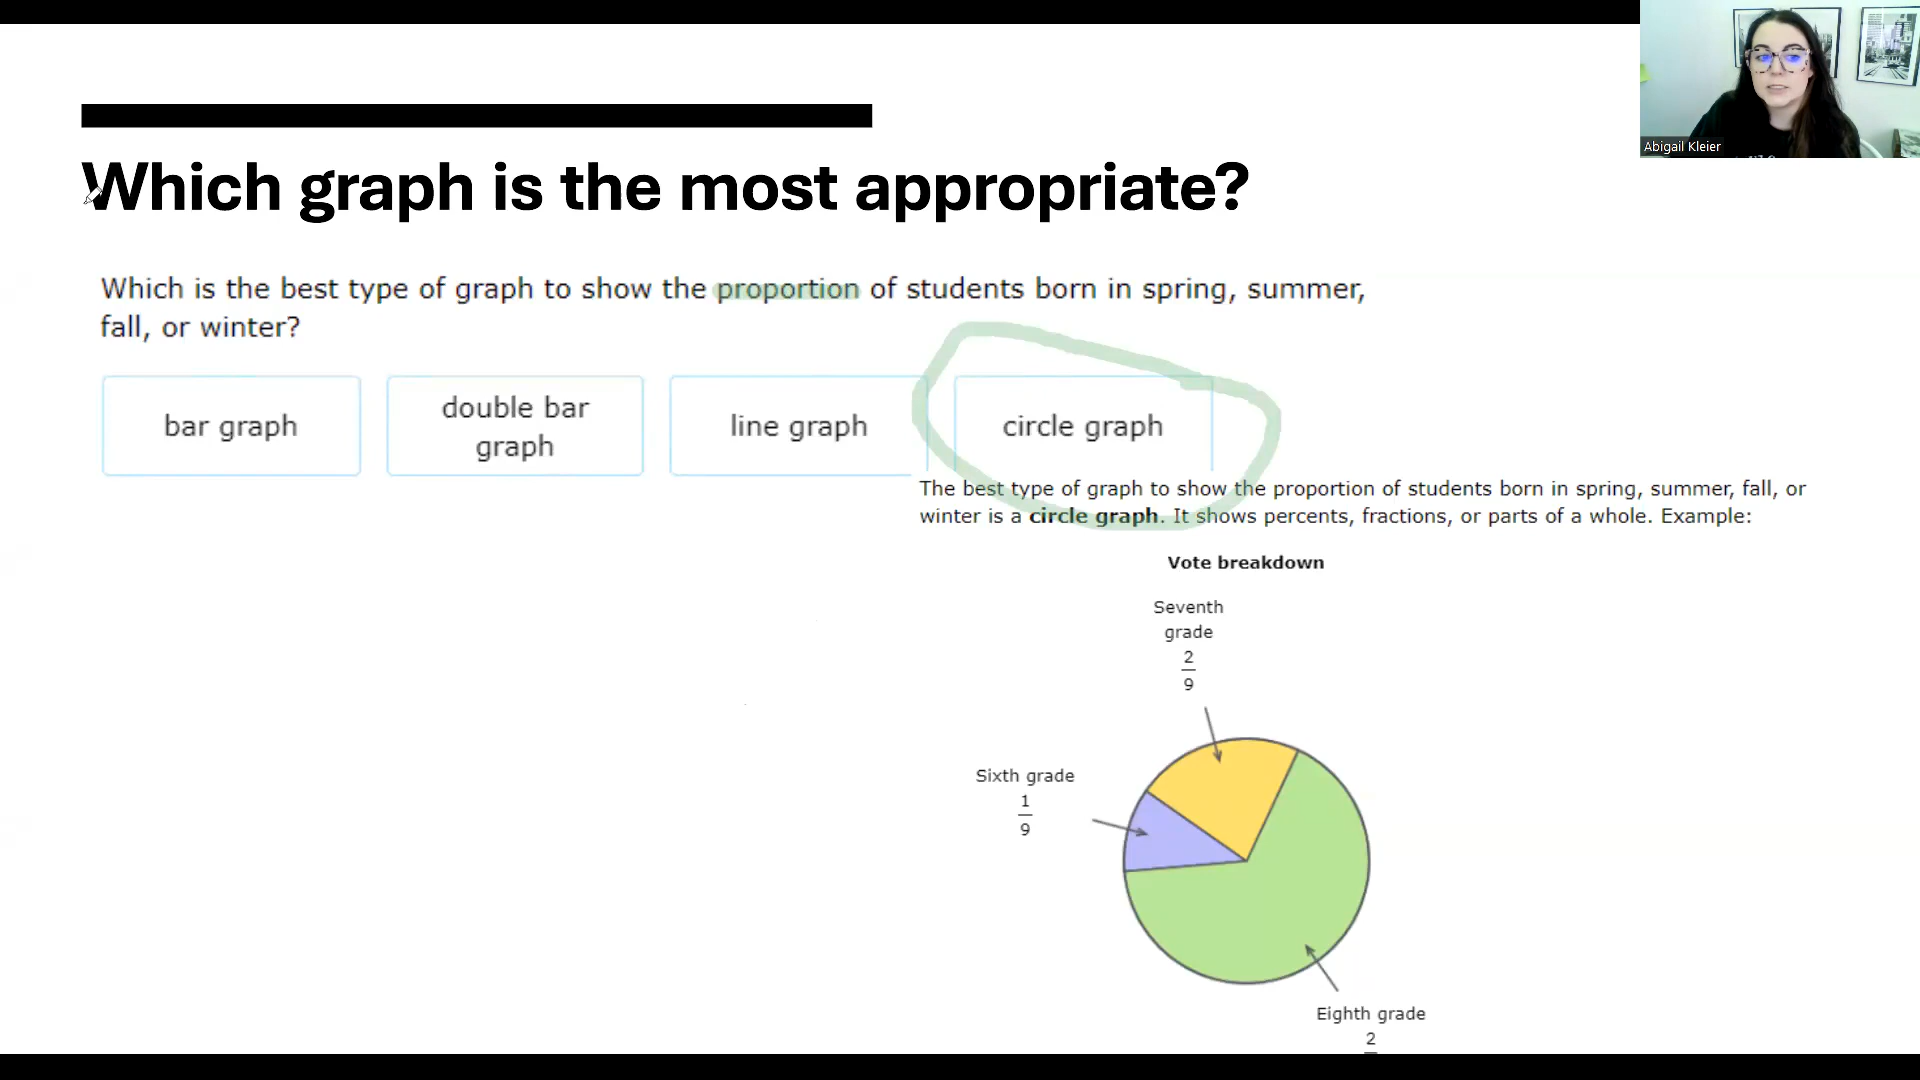 Abigail Kleier
Which graph is the most appropriate?
Which is the best type of graph to show the proportion of students born in spring, summer,
fall, or winter?
bar graph
double bar
graph
line graph
circle graph
The best type of graph to show the proportion of students born in spring, summer, fall, or
winter is a circle graph. It shows percents, fractions, or parts of a whole. Example:
Vote breakdown
Seventh
grade
2
9
Sixth grade
1
9
Eighth grade
2